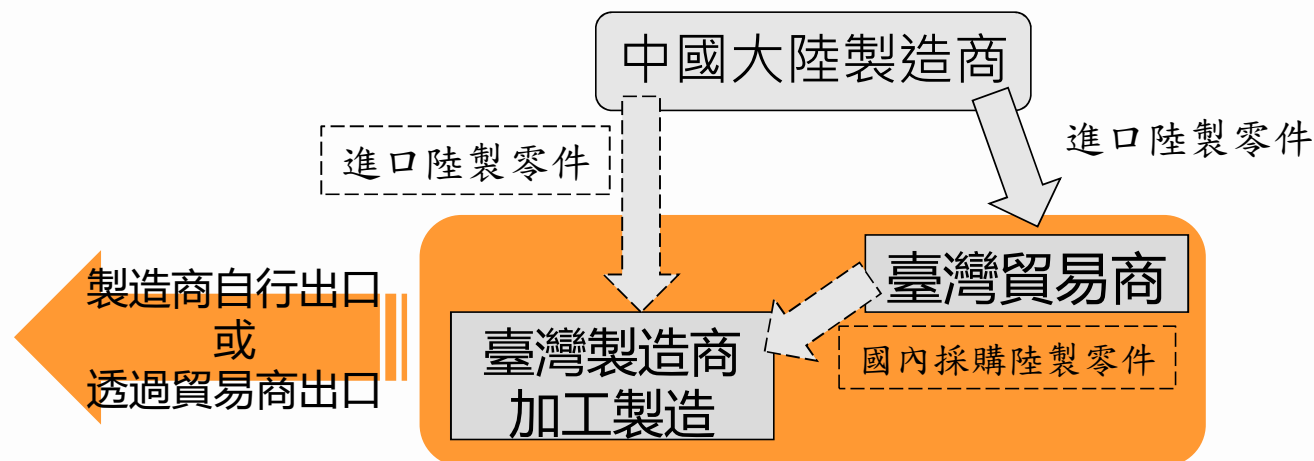 中國大陸製造商
進口陸製零件
進口陸製零件
臺灣貿易商
製造商自行出口
或
透過貿易商出口
臺灣製造商
加工製造
國內採購陸製零件